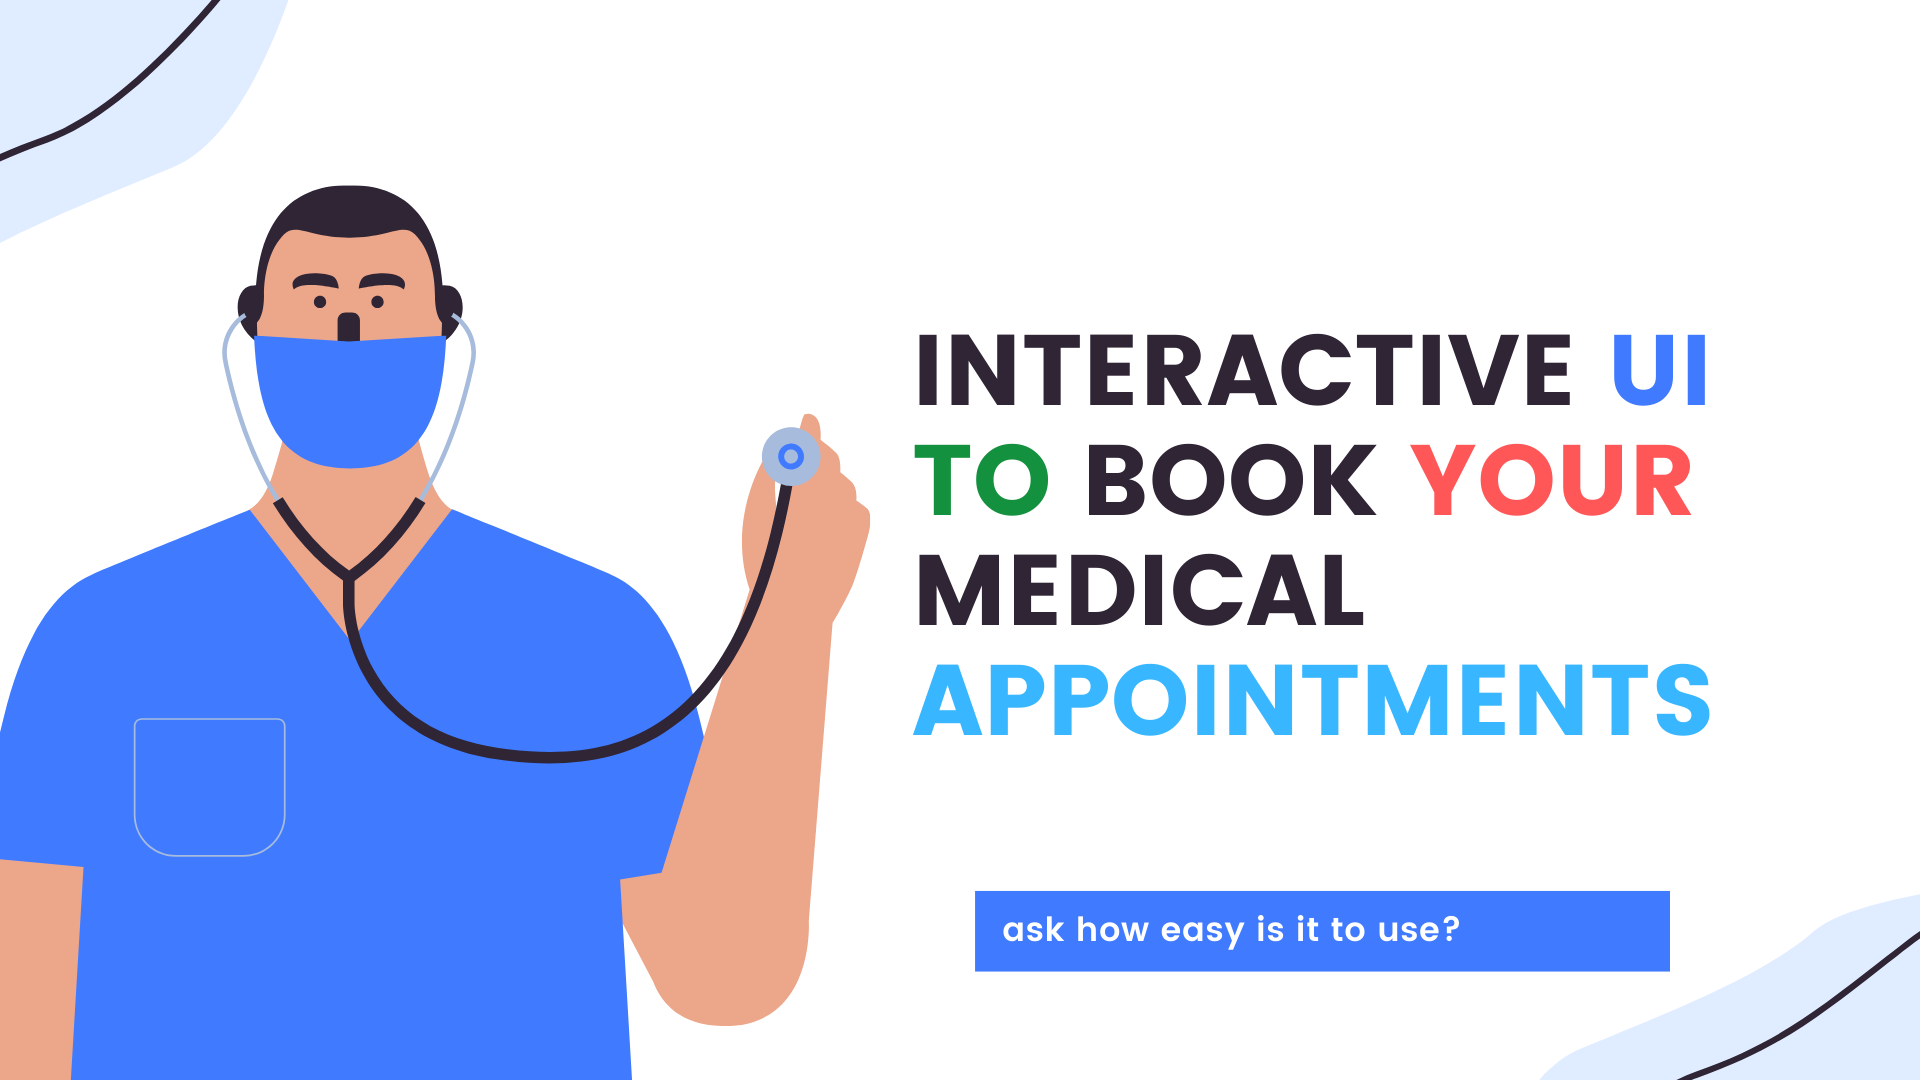 INTERACTIVE UI
TO BOOK YOUR
MEDICAL
APPOINTMENTS
ask how easy is it to use?